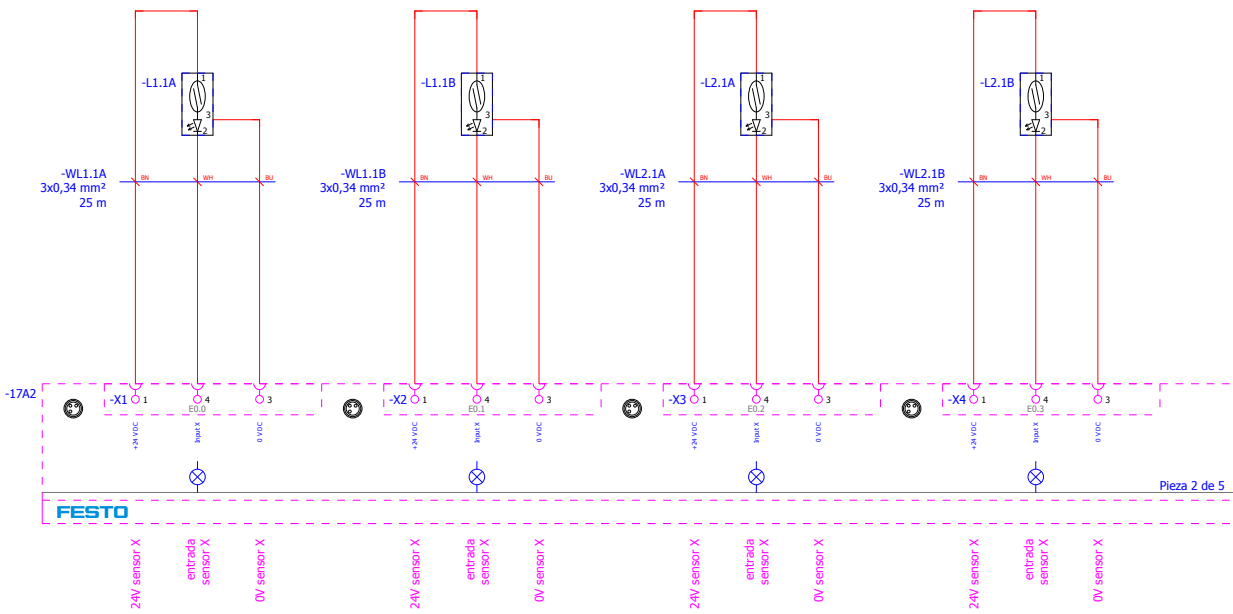 -L1.1A
1
3
2
-L1.1B
1
3
2
-L2.1A
1
3
2
-L2.1B
1
3
2
-WL1.1A
3x0,34 mm²
25 m
BN
WH
BU
-WL1.1B
3x0,34 mm²
25 m
BN
WH
BU
-WL2.1A
3x0,34 mm²
25 m
BN
WH
BU
-WL2.1B
3x0,34 mm²
25 m
BN
WH
BU
-17A2
-X1
1
4
3
E0.0
-X2
1
4
3
E0.1
-X3
1
4
3
E0.2
-X4
1
4
3
E0.3
+24 VDC
Input X
0 VDC
+24 VDC
Input X
0 VDC
+24 VDC
Input X
0 VDC
+24 VDC
Input X
0 VDC
Pieza 2 de 5
FESTO
24V sensor X
entrada
sensor X
0V sensor X
24V sensor X
entrada
sensor X
0V sensor X
24V sensor X
entrada
sensor X
0V sensor X
24V sensor X
entrada
sensor X
0V sensor X